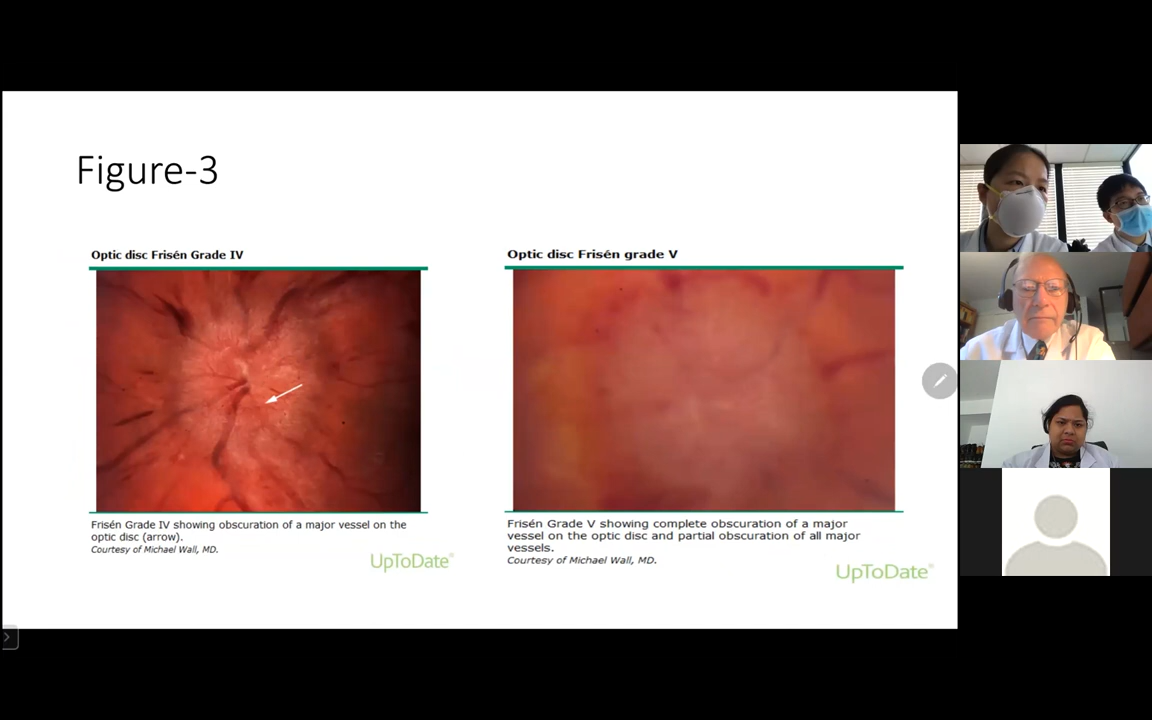 Figure-3
Optic disc Frisén Grade IV
Frisén Grade IV showing obscuration of a major vessel on the
optic disc (arrow).
Courtesy of Michael Wall, MD.
UpToDate®
Optic disc Frisén grade V
Frisén Grade V showing complete obscuration of a major
vessel on the optic disc and partial obscuration of all major
vessels.
Courtesy of Michael Wall, MD.
UpToDate®